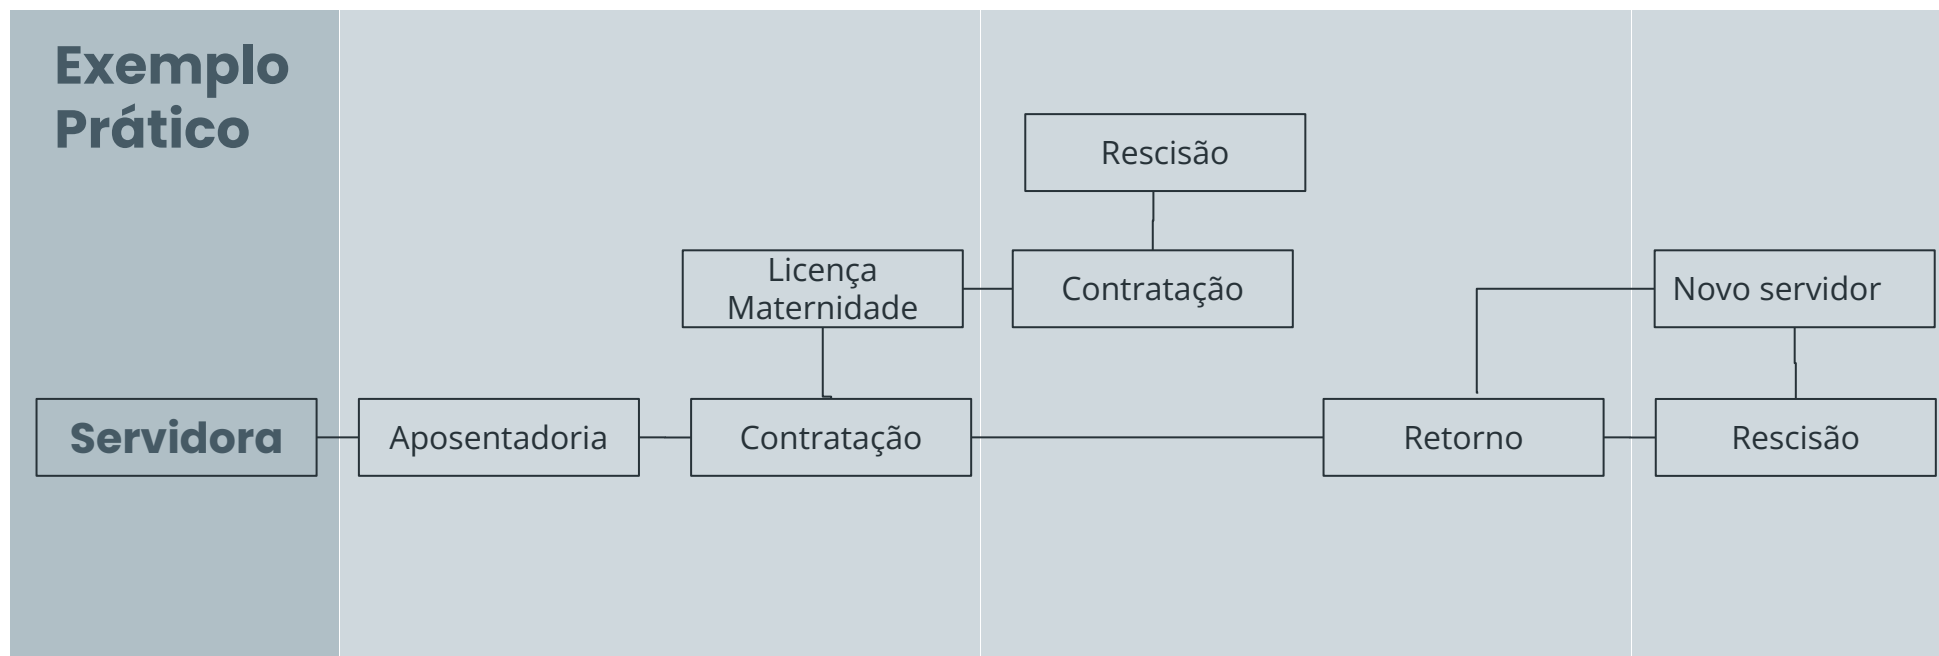 Exemplo
Prático
Rescisão
Licença
Maternidade
Contratação
Novo servidor
Servidora
Aposentadoria
Contratação
Retorno
Rescisão